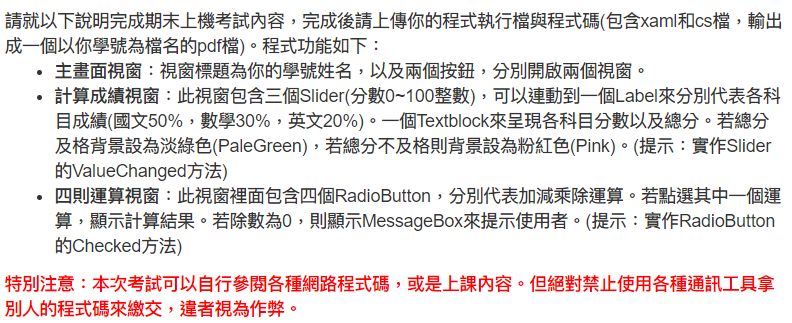 請就以下說明完成期末上機考試內容，完成後請上傳你的程式執行檔與程式碼(包含xaml和cs檔，輸出
成一個以你學號為檔名的pdf檔)。程式功能如下：
• 主畫面視窗：視窗標題為你的學號姓名，以及兩個按鈕，分別開啟兩個視窗。
• 計算成績視窗：此視窗包含三個Slider(分數0~100整數)，可以連動到一個Label來分別代表各科
目成績(國文50%，數學30%，英文20%)。一個Textblock來呈現各科目分數以及總分。若總分
及格背景設為淡綠色(PaleGreen)，若總分不及格則背景設為粉紅色(Pink)。(提示：實作Slider
的ValueChanged方法)
• 四則運算視窗：此視窗裡面包含四個RadioButton，分別代表加減乘除運算。若點選其中一個運
算，顯示計算結果。若除數為0，則顯示MessageBox來提示使用者。(提示：實作RadioButton
的Checked方法)
特別注意：本次考試可以自行參閱各種網路程式碼，或是上課內容。但絕對禁止使用各種通訊工具拿
別人的程式碼來繳交，違者視為作弊。